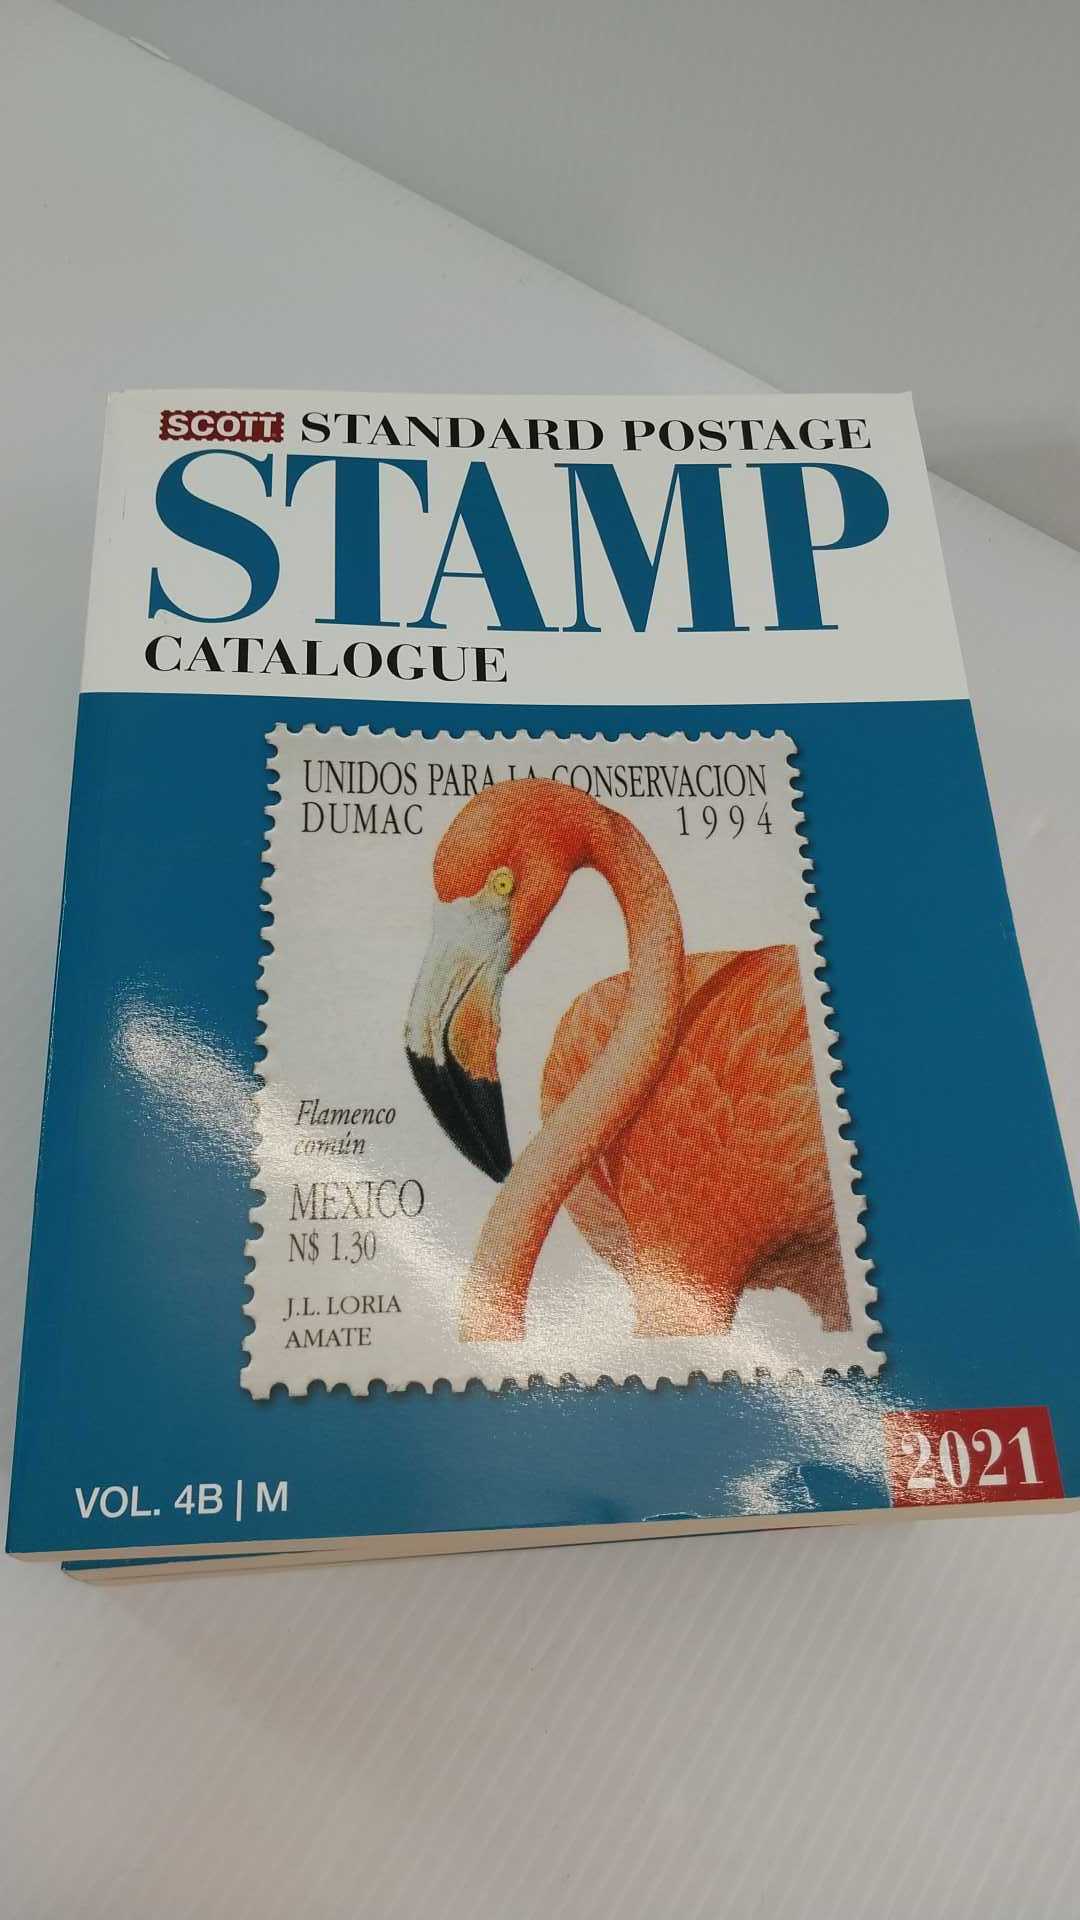 SCOTT STANDARD POSTAGE
STAMP
CATALOGUE
UNIDOS PARA LA CONSERVACION
DUMAC 1994
Flamenco
común
MEXICO
N$ 1.30
J.L. LORIA
AMATE
2021
VOL. 4B | M